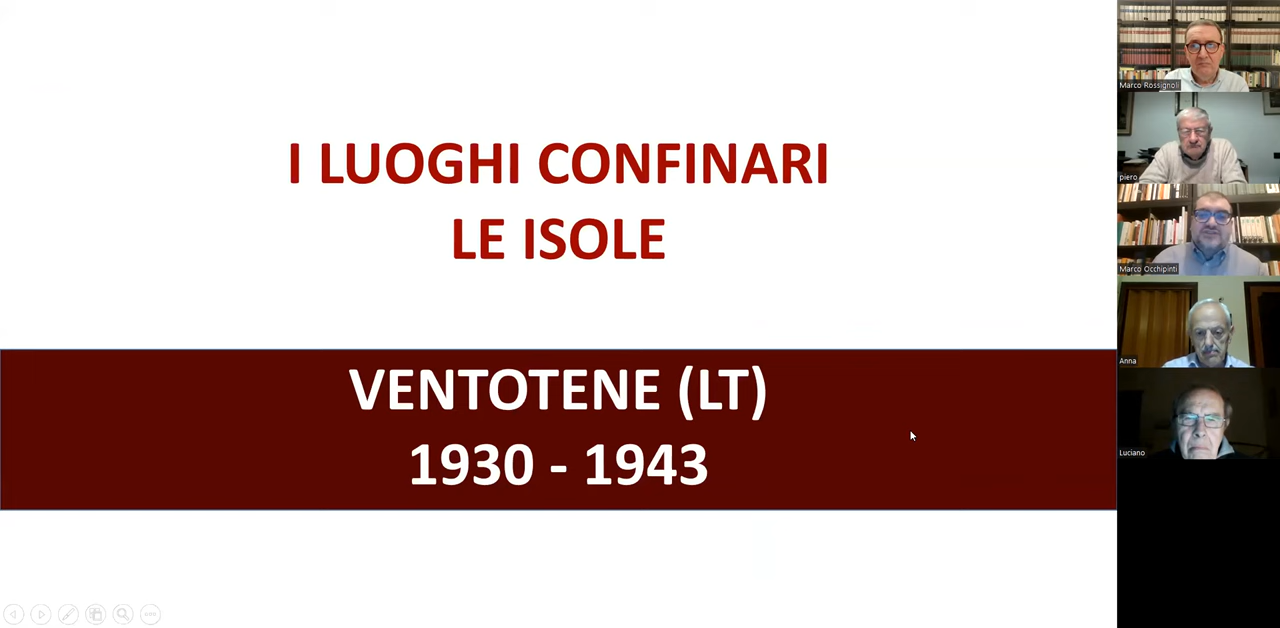 I LUOGHI CONFINARI
LE ISOLE
VENTOTENE (LT)
1930 - 1943
Marco Rossignoli
piero
Marco Occhipinti
Anna
Luciano